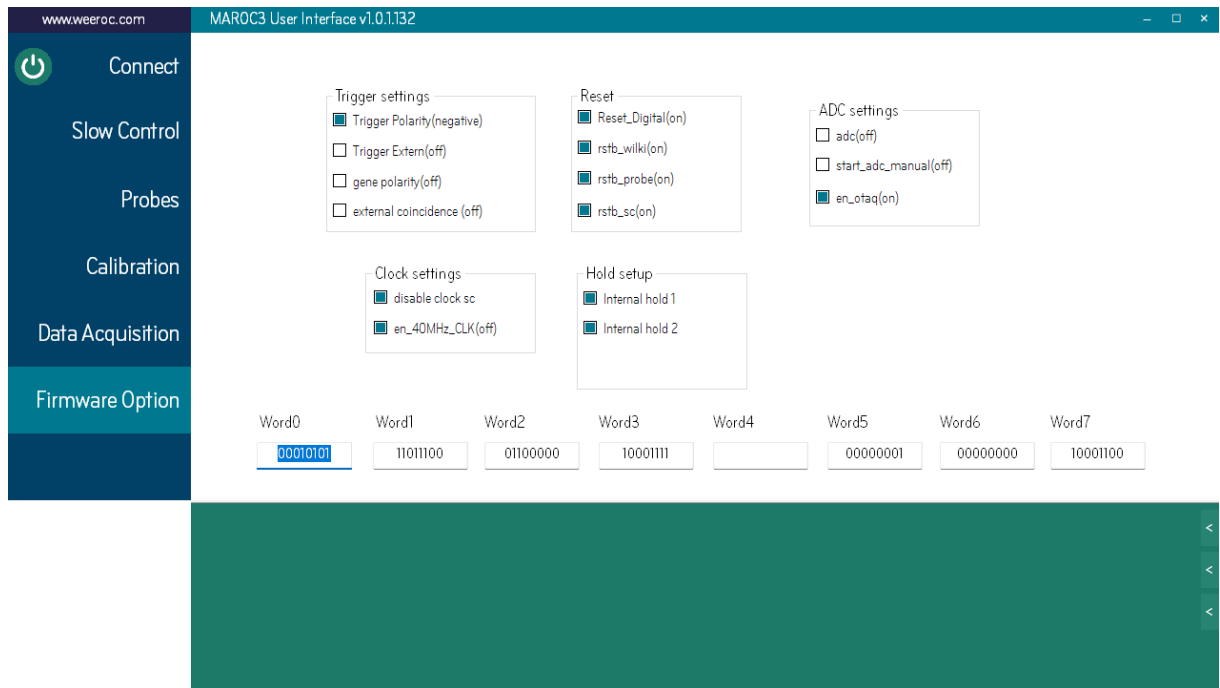 www.weeroc.com
MAROC3 User Interface v1.0.1.132
Connect
Slow Control
Probes
Calibration
Data Acquisition
Firmware Option
Trigger settings
Trigger Polarity(negative)
Trigger Extern(off)
gene polarity(off)
external coincidence (off)
Reset
Reset_Digital(on)
rstb_wilki(on)
rstb_probe(on)
rstb_sc(on)
ADC settings
adc(off)
start_adc_manual(off)
en_otaq(on)
Clock settings
disable clock sc
en_40MHz_CLK(off)
Hold setup
Internal hold 1
Internal hold 2
Word0 Word1 Word2 Word3 Word4 Word5 Word6 Word7
00010101 11011100 01100000 10001111 00000001 00000000 10001100
<
<
<